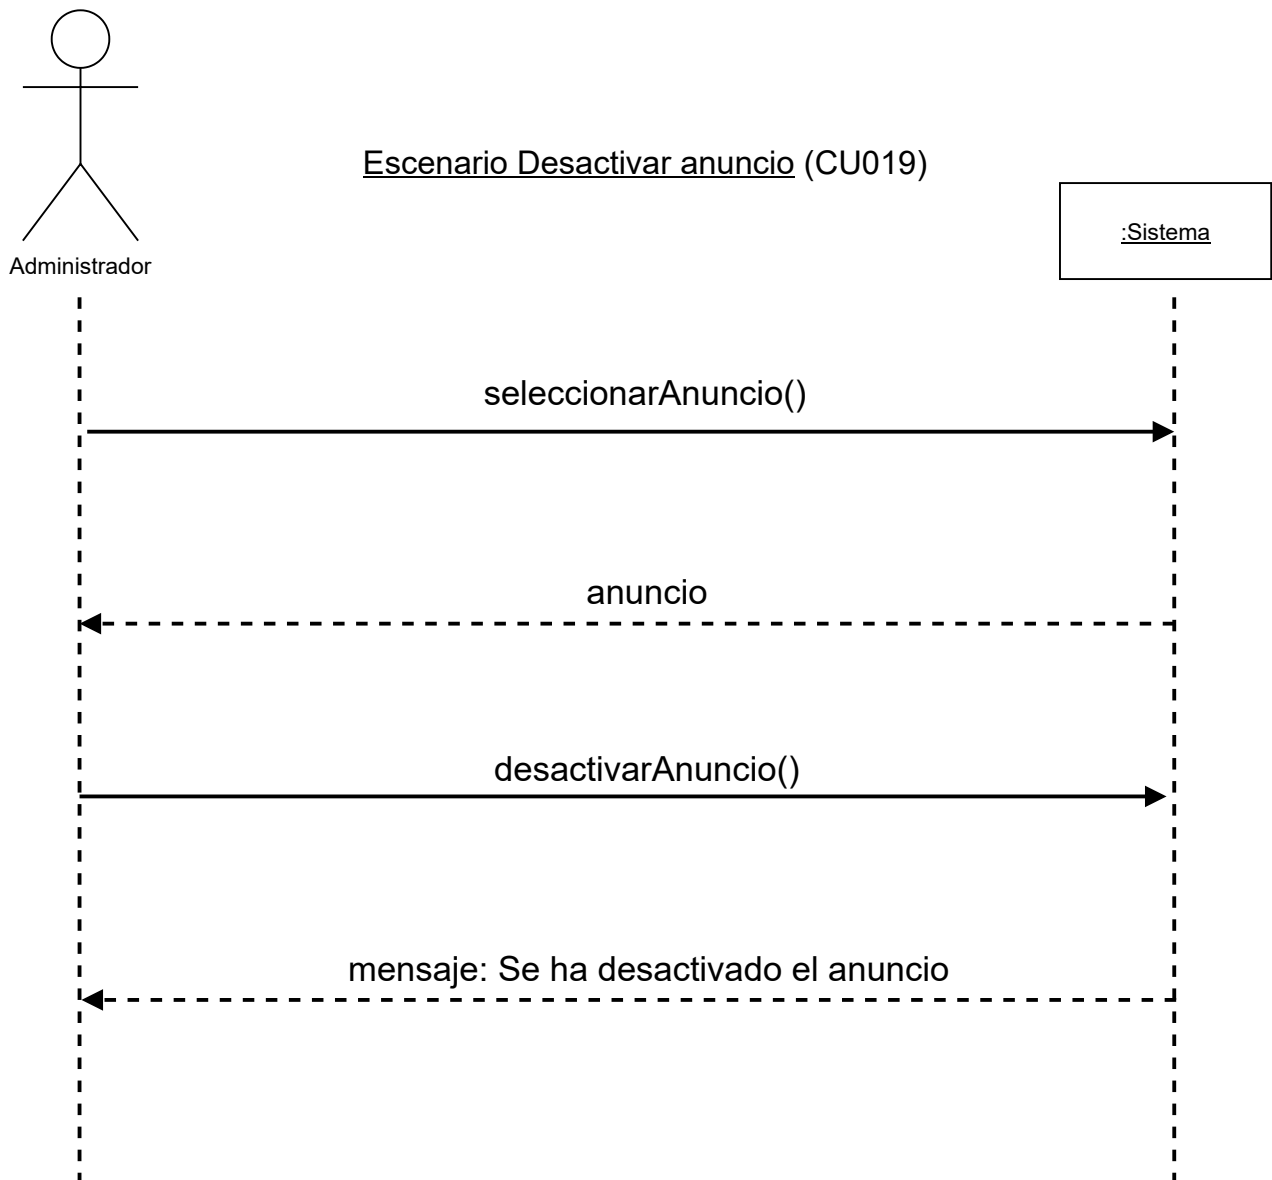 Escenario Desactivar anuncio (CU019)
:Sistema
Administrador
seleccionarAnuncio()
anuncio
desactivarAnuncio()
mensaje: Se ha desactivado el anuncio